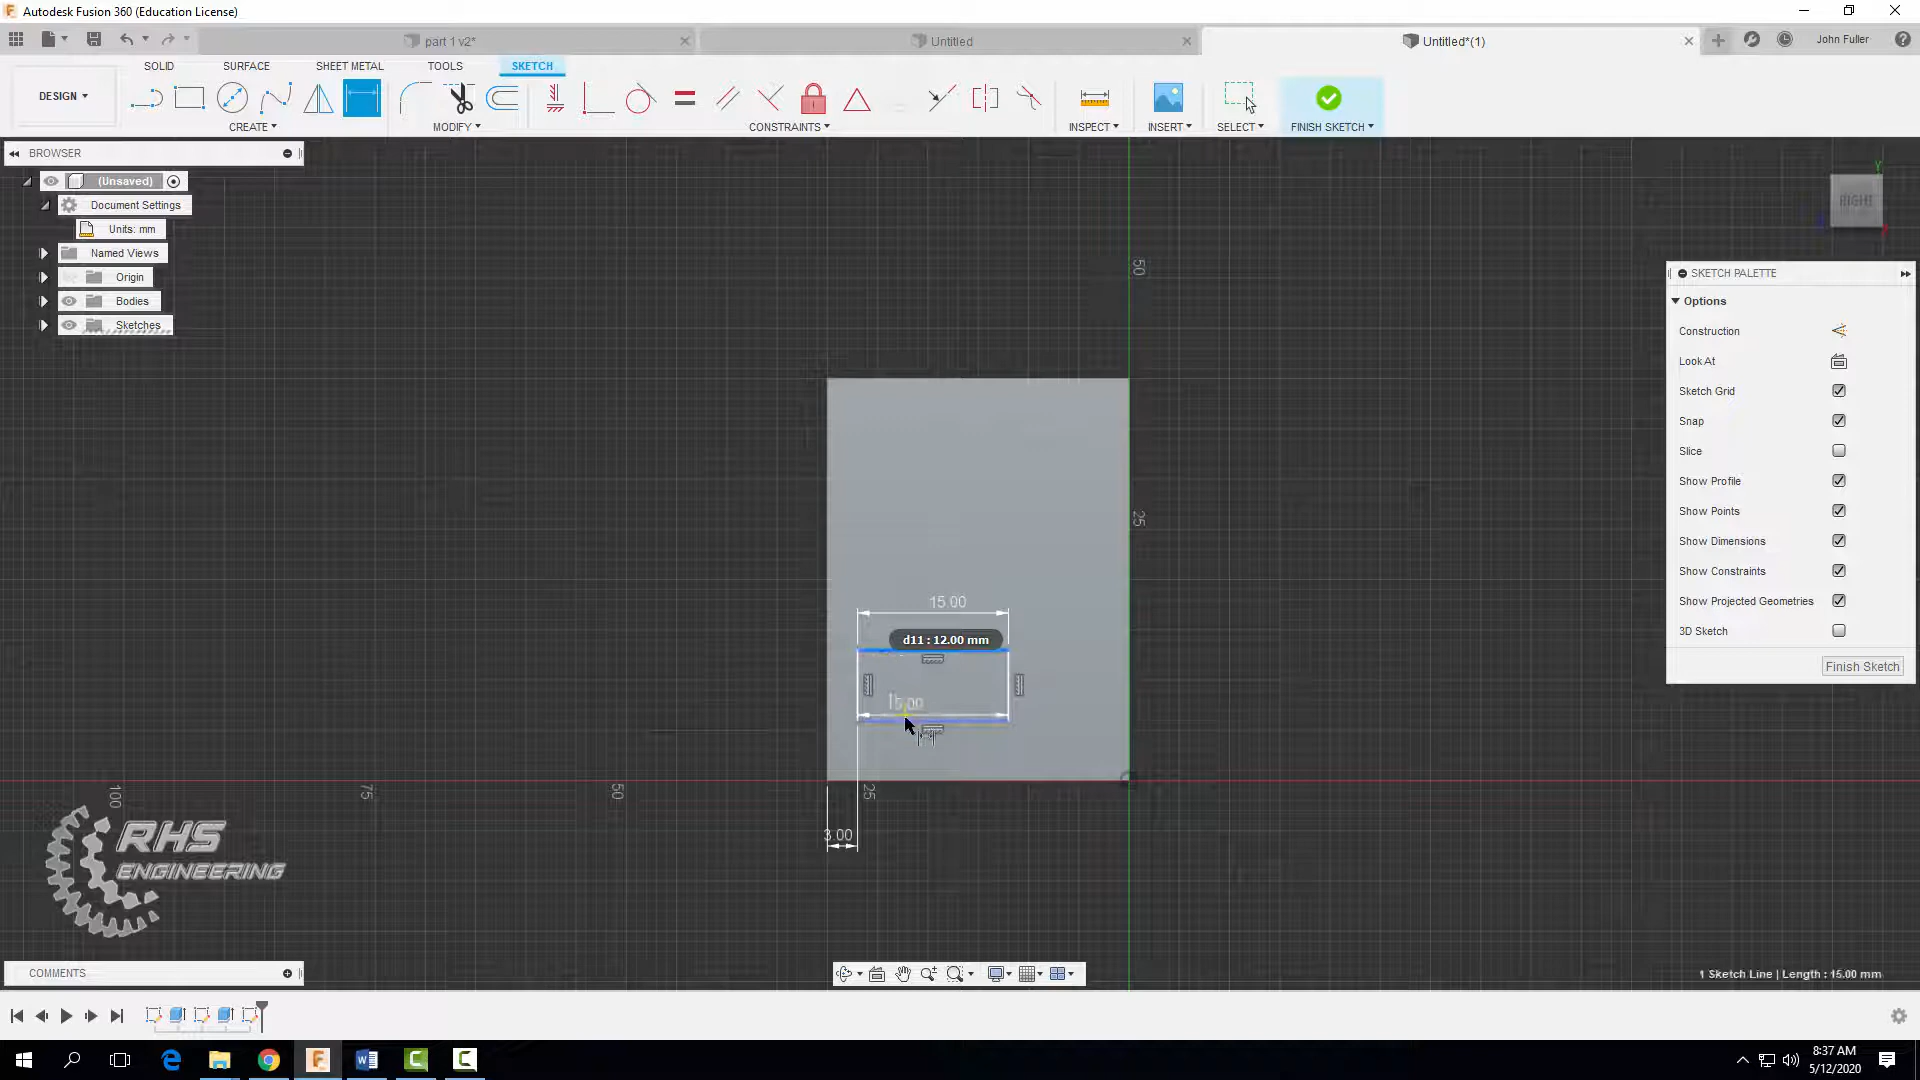 Autodesk Fusion 360 (Education License)
part 1 v2*
Untitled
Untitled*(1)
John Fuller
SOLID
SURFACE
SHEET METAL
TOOLS
SKETCH
DESIGN
CREATE
MODIFY
CONSTRAINTS
INSPECT
INSERT
SELECT
FINISH SKETCH
BROWSER
(Unsaved)
Document Settings
Units: mm
Named Views
Origin
Bodies
Sketches
Y
RIGHT
SKETCH PALETTE
Options
Construction
Look At
Sketch Grid
Snap
Slice
Show Profile
Show Points
Show Dimensions
Show Constraints
Show Projected Geometries
3D Sketch
Finish Sketch
50
25
15.00
d11 : 12.00 mm
15.00
100
75
50
25
3.00
RHS
ENGINEERING
COMMENTS
1 Sketch Line | Length : 15.00 mm
8:37 AM
5/12/2020